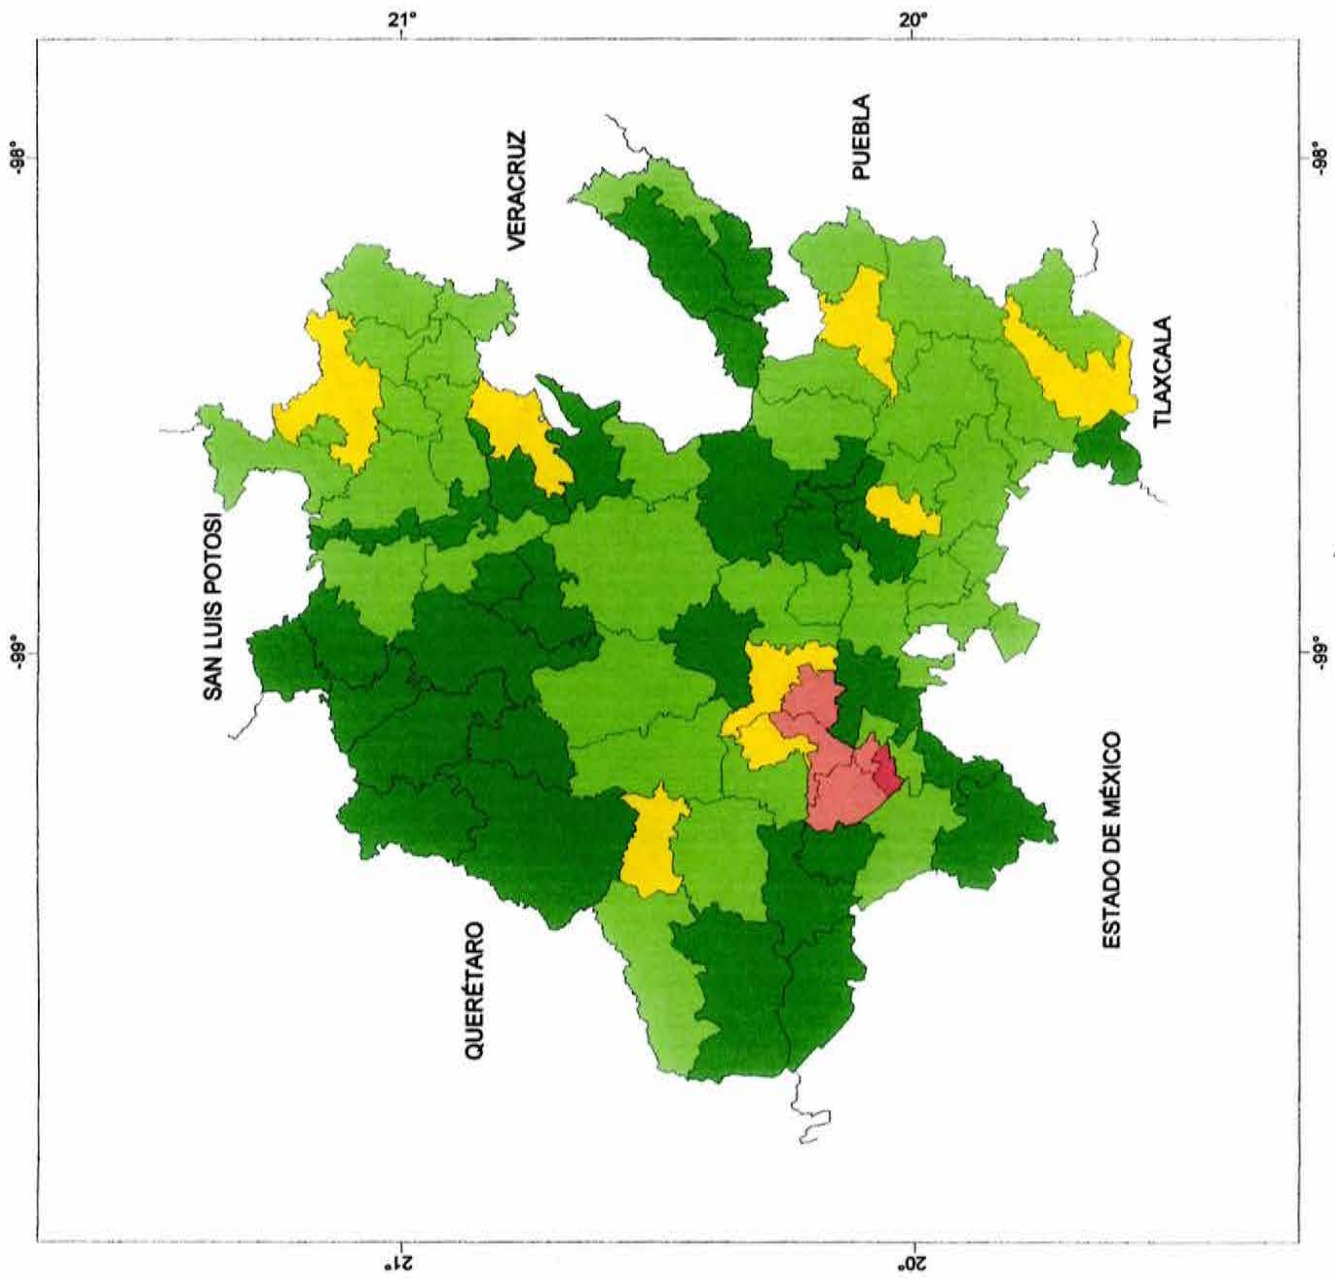 21°
20°
-98°
-98°
VERACRUZ
PUEBLA
TLAXCALA
SAN LUIS POTOSI
-99°
-99°
QUERÉTARO
ESTADO DE MÉXICO
21°
20°